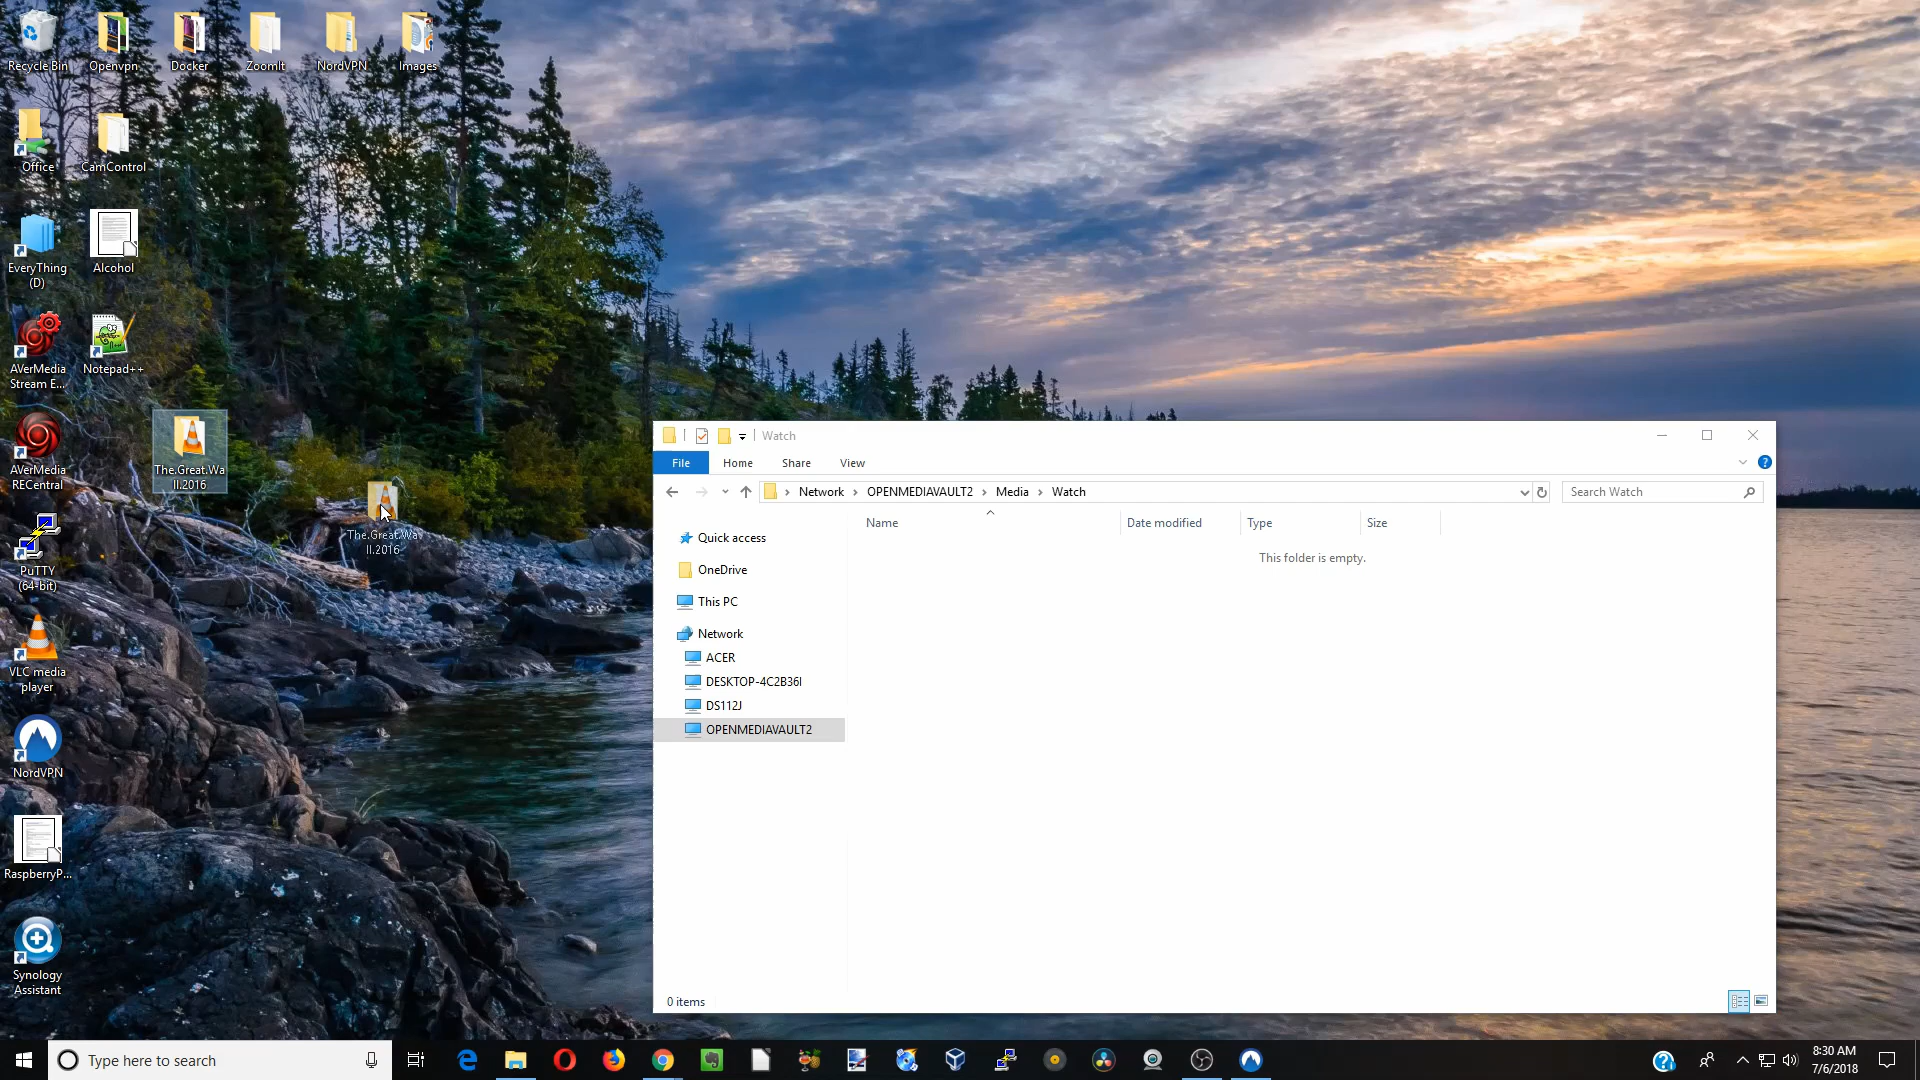 Recycle Bin
Openvpn
Docker
ZoomIt
NordVPN
Images
Office
CamControl
EveryThing
(D)
Alcohol
AVerMedia
Stream E...
Notepad++
AVerMedia
RECentral
The.Great.Wa
ll.2016
The.Great.Wa
ll.2016
PuTTY
(64-bit)
VLC media
player
NordVPN
RaspberryP...
Synology
Assistant
Watch
File
Home
Share
View
Network
OPENMEDIAVAULT2
Media
Watch
Search Watch
Name
Date modified
Type
Size
This folder is empty.
Quick access
OneDrive
This PC
Network
ACER
DESKTOP-4C2B36I
DS112J
OPENMEDIAVAULT2
0 items
Type here to search
8:30 AM
7/6/2018